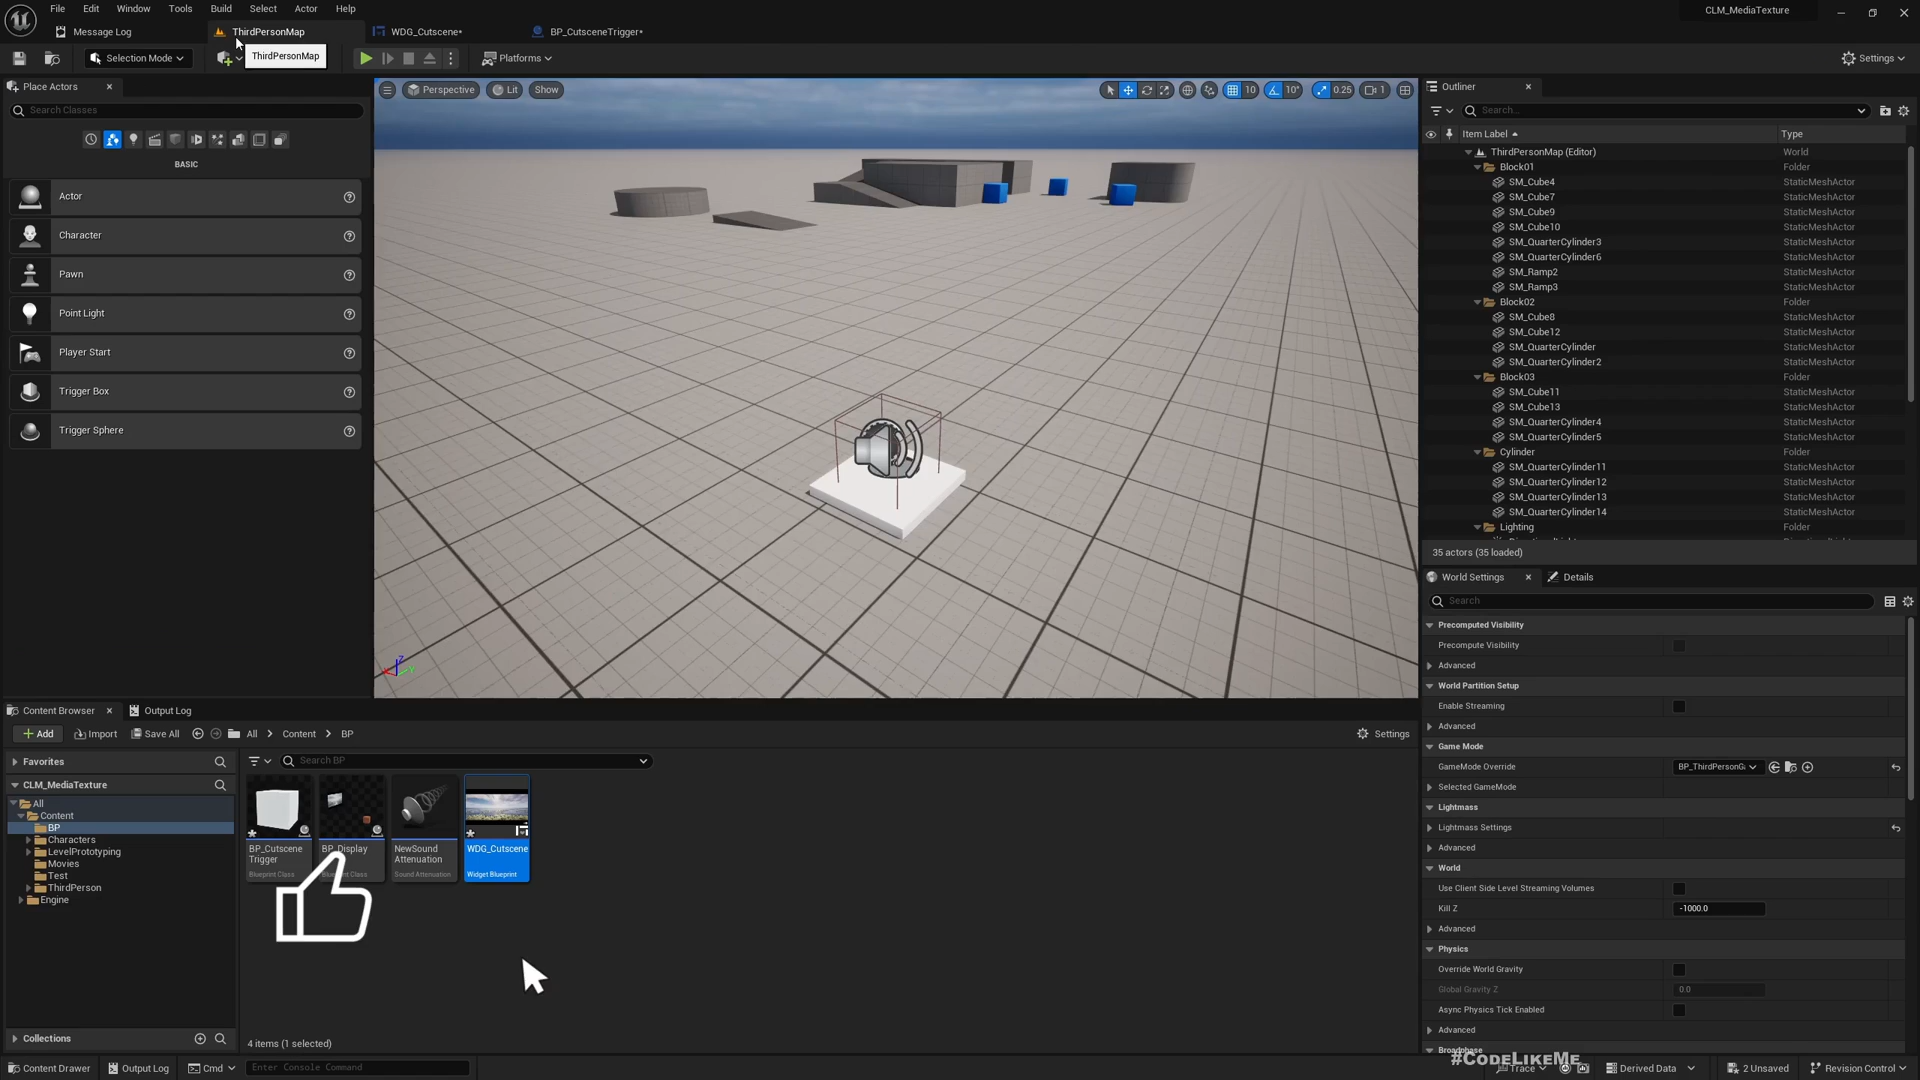 File Edit Window Tools Build Select Actor Help
CLM_MediaTexture
Message Log
ThirdPersonMap
WDG_Cutscene*
BP_CutsceneTrigger*
Selection Mode
ThirdPersonMap
Platforms
Settings
Place Actors
Search Classes
BASIC
Actor
Character
Pawn
Point Light
Player Start
Trigger Box
Trigger Sphere
Perspective Lit Show
10 10° 0.25 1
Outliner
Search...
Item Label Type
ThirdPersonMap (Editor) World
Block01 Folder
SM_Cube4 StaticMeshActor
SM_Cube7 StaticMeshActor
SM_Cube9 StaticMeshActor
SM_Cube10 StaticMeshActor
SM_QuarterCylinder3 StaticMeshActor
SM_QuarterCylinder6 StaticMeshActor
SM_Ramp2 StaticMeshActor
SM_Ramp3 StaticMeshActor
Block02 Folder
SM_Cube8 StaticMeshActor
SM_Cube12 StaticMeshActor
SM_QuarterCylinder StaticMeshActor
SM_QuarterCylinder2 StaticMeshActor
Block03 Folder
SM_Cube11 StaticMeshActor
SM_Cube13 StaticMeshActor
SM_QuarterCylinder4 StaticMeshActor
SM_QuarterCylinder5 StaticMeshActor
Cylinder Folder
SM_QuarterCylinder11 StaticMeshActor
SM_QuarterCylinder12 StaticMeshActor
SM_QuarterCylinder13 StaticMeshActor
SM_QuarterCylinder14 StaticMeshActor
Lighting Folder
35 actors (35 loaded)
World Settings Details
Search
Precomputed Visibility
Precompute Visibility
Advanced
World Partition Setup
Enable Streaming
Advanced
Game Mode
GameMode Override BP_ThirdPersonG
Selected GameMode
Lightmass
Lightmass Settings
Advanced
World
Use Client Side Level Streaming Volumes
Kill Z -1000.0
Advanced
Physics
Override World Gravity
Global Gravity Z 0.0
Async Physics Tick Enabled
Advanced
Broadphase
Z
Content Browser Output Log
Add Import Save All All Content BP Settings
Favorites
Search BP
CLM_MediaTexture
All
Content
BP
Characters
LevelPrototyping
Movies
Test
ThirdPerson
Engine
BP_Cutscene
Trigger
Blueprint Class
BP_Display
Blueprint Class
NewSound
Attenuation
Sound Attenuation
WDG_Cutscene
Widget Blueprint
Collections
4 items (1 selected)
#CodeLikeMe
Content Drawer Output Log Cmd Enter Console Command Trace Derived Data 2 Unsaved Revision Control